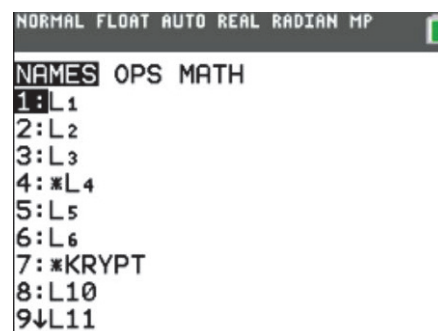 NORMAL FLOAT AUTO REAL RADIAN MP
NAMES OPS MATH
1:L₁
2:L₂
3:L₃
4:*L₄
5:L₅
6:L₆
7:*KRYPT
8:L10
9↓L11